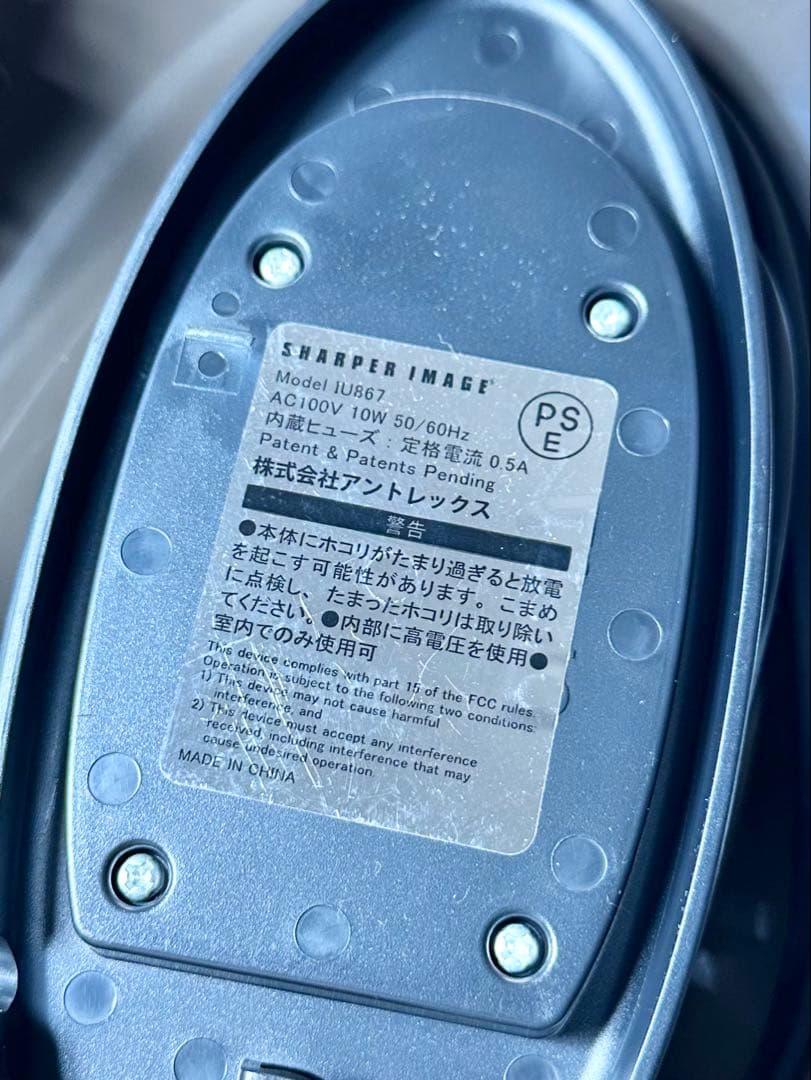 SHARPER IMAGE
Model IU867
AC100V 10W 50/60Hz
内蔵ヒューズ：定格電流 0.5A
Patent & Patents Pending
株式会社アントレックス
PS
E
警告
●本体にホコリがたまり過ぎると放電
を起こす可能性があります。こまめ
に点検し、たまったホコリは取り除い
てください。●内部に高電圧を使用●
室内でのみ使用可
This device complies with part 15 of the FCC rules.
Operation is subject to the following two conditions:
1) This device may not cause harmful
interference, and
2) This device must accept any interference
received, including interference that may
cause undesired operation.
MADE IN CHINA